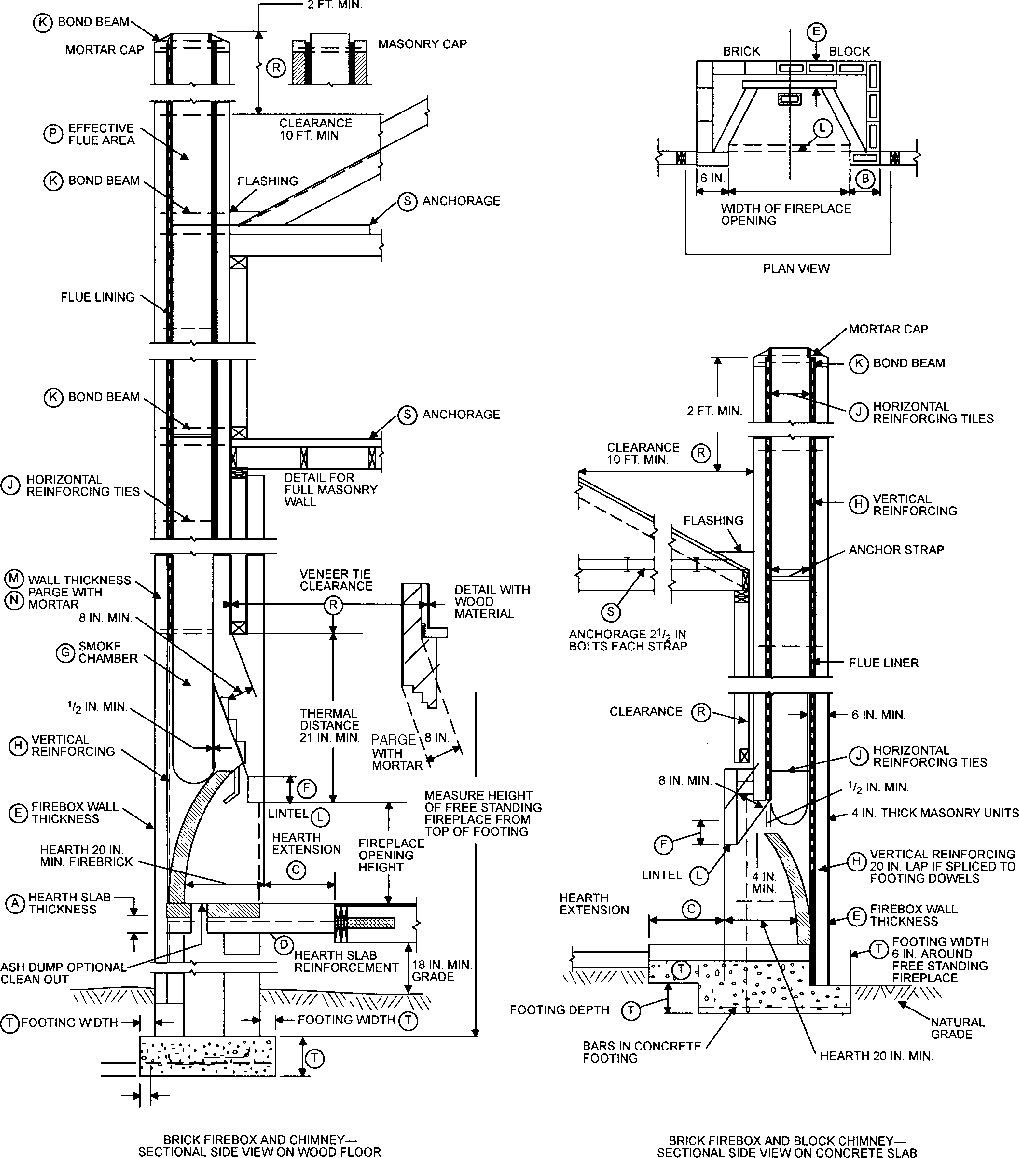 2 FT. MIN.
K BOND BEAM
MORTAR CAP
MASONRY CAP
R
CLEARANCE
10 FT. MIN
P EFFECTIVE
FLUE AREA
K BOND BEAM
FLASHING
S ANCHORAGE
FLUE LINING
K BOND BEAM
S ANCHORAGE
DETAIL FOR
FULL MASONRY
WALL
J HORIZONTAL
REINFORCING TIES
M WALL THICKNESS
N PARGE WITH
MORTAR
8 IN. MIN.
VENEER TIE
CLEARANCE
R
DETAIL WITH
WOOD
MATERIAL
G SMOKE
CHAMBER
1/2 IN. MIN.
THERMAL
DISTANCE
21 IN. MIN.
PARGE
WITH
MORTAR
8 IN.
H VERTICAL
REINFORCING
F
LINTEL L
MEASURE HEIGHT
OF FREE STANDING
FIREPLACE FROM
TOP OF FOOTING
E FIREBOX WALL
THICKNESS
HEARTH
EXTENSION
C
FIREPLACE
OPENING
HEIGHT
HEARTH 20 IN.
MIN. FIREBRICK
A HEARTH SLAB
THICKNESS
D
HEARTH SLAB
REINFORCEMENT
ASH DUMP OPTIONAL
CLEAN OUT
18 IN. MIN.
GRADE
T FOOTING WIDTH
FOOTING WIDTH T
T
BRICK FIREBOX AND CHIMNEY—
SECTIONAL SIDE VIEW ON WOOD FLOOR
E
BRICK
BLOCK
L
6 IN.
B
WIDTH OF FIREPLACE
OPENING
PLAN VIEW
MORTAR CAP
K BOND BEAM
2 FT. MIN.
J HORIZONTAL
REINFORCING TILES
CLEARANCE
10 FT. MIN.
R
H VERTICAL
REINFORCING
FLASHING
ANCHOR STRAP
S
ANCHORAGE 2 1/2 IN
BOLTS EACH STRAP
FLUE LINER
CLEARANCE R
6 IN. MIN.
J HORIZONTAL
REINFORCING TIES
8 IN. MIN.
1/2 IN. MIN.
4 IN. THICK MASONRY UNITS
F
LINTEL L
4 IN.
MIN.
H VERTICAL REINFORCING
20 IN. LAP IF SPLICED TO
FOOTING DOWELS
HEARTH
EXTENSION
C
E FIREBOX WALL
THICKNESS
T
T FOOTING WIDTH
6 IN. AROUND
FREE STANDING
FIREPLACE
FOOTING DEPTH T
NATURAL
GRADE
BARS IN CONCRETE
FOOTING
HEARTH 20 IN. MIN.
BRICK FIREBOX AND BLOCK CHIMNEY—
SECTIONAL SIDE VIEW ON CONCRETE SLAB